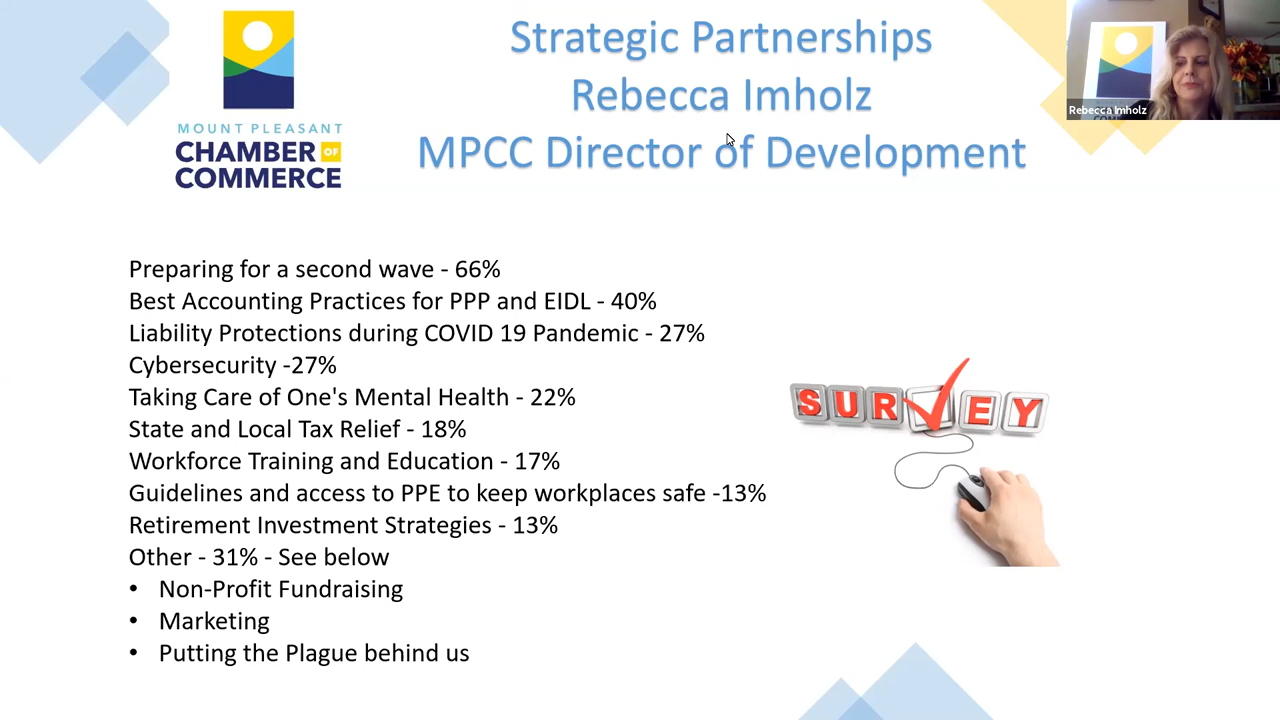 Strategic Partnerships
Rebecca Imholz
MPCC Director of Development
MOUNT PLEASANT
CHAMBER OF
COMMERCE
Rebecca Imholz
Preparing for a second wave - 66%
Best Accounting Practices for PPP and EIDL - 40%
Liability Protections during COVID 19 Pandemic - 27%
Cybersecurity -27%
Taking Care of One's Mental Health - 22%
State and Local Tax Relief - 18%
Workforce Training and Education - 17%
Guidelines and access to PPE to keep workplaces safe -13%
Retirement Investment Strategies - 13%
Other - 31% - See below
• Non-Profit Fundraising
• Marketing
• Putting the Plague behind us
SURVEY